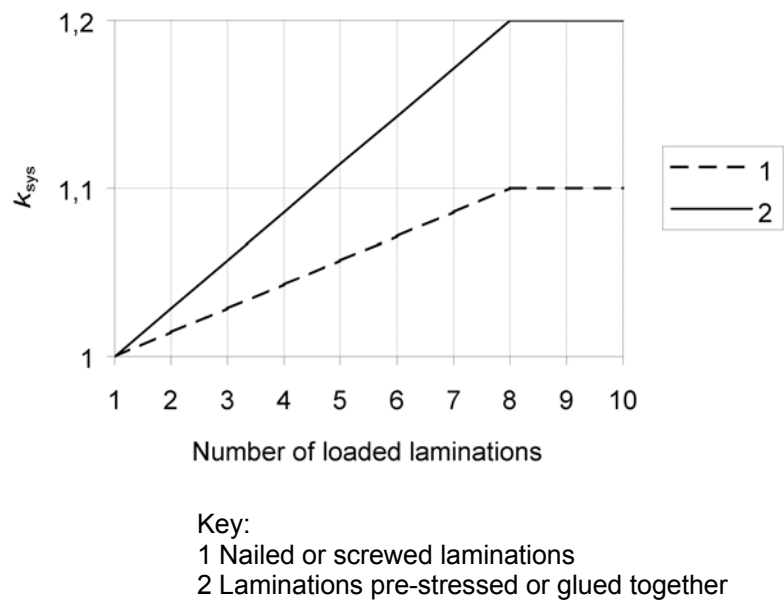 1,2
1,1
1
k sys
1 2 3 4 5 6 7 8 9 10
Number of loaded laminations
1
2
Key:
1 Nailed or screwed laminations
2 Laminations pre-stressed or glued together